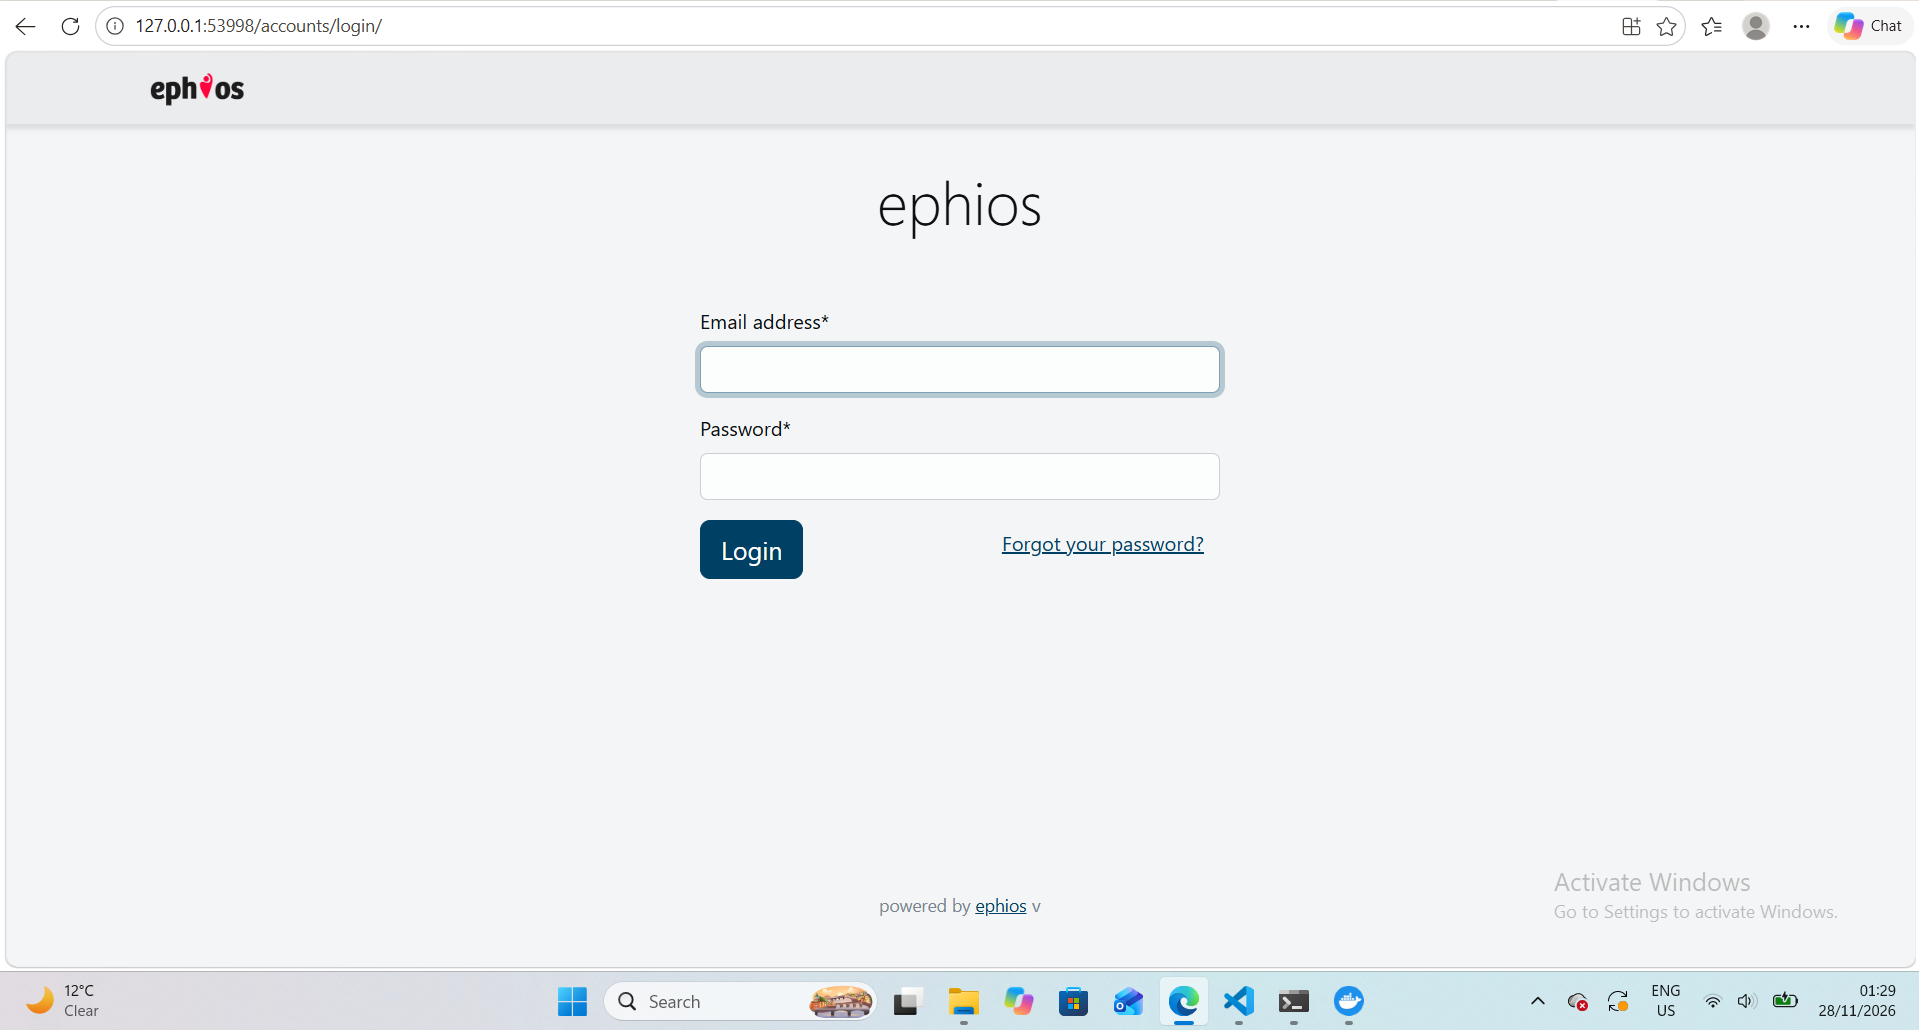 127.0.0.1:53998/accounts/login/
Chat
ephios
ephios
Email address*
Password*
Login
Forgot your password?
powered by ephios v
Activate Windows
Go to Settings to activate Windows.
12°C
Clear
Search
ENG
US
01:29
28/11/2026